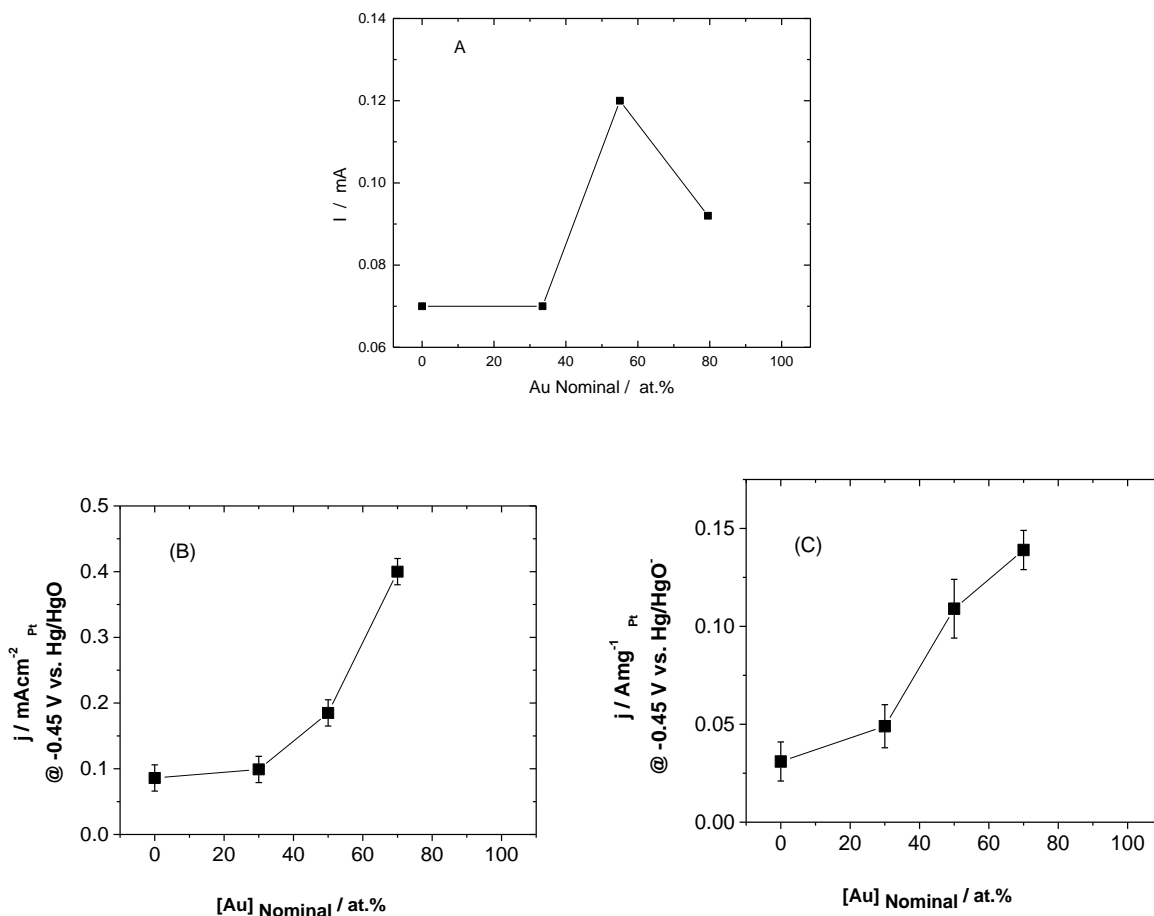 A
0.14
0.12
0.10
0.08
0.06
I / mA
0 20 40 60 80 100
Au Nominal / at.%
(B)
0.5
0.4
0.3
0.2
0.1
0.0
j / mAcm-2 Pt
@ -0.45 V vs. Hg/HgO
0 20 40 60 80 100
[Au] Nominal / at.%
(C)
0.15
0.10
0.05
0.00
j / Amg-1 Pt
@ -0.45 V vs. Hg/HgO-
0 20 40 60 80 100
[Au] Nominal / at.%